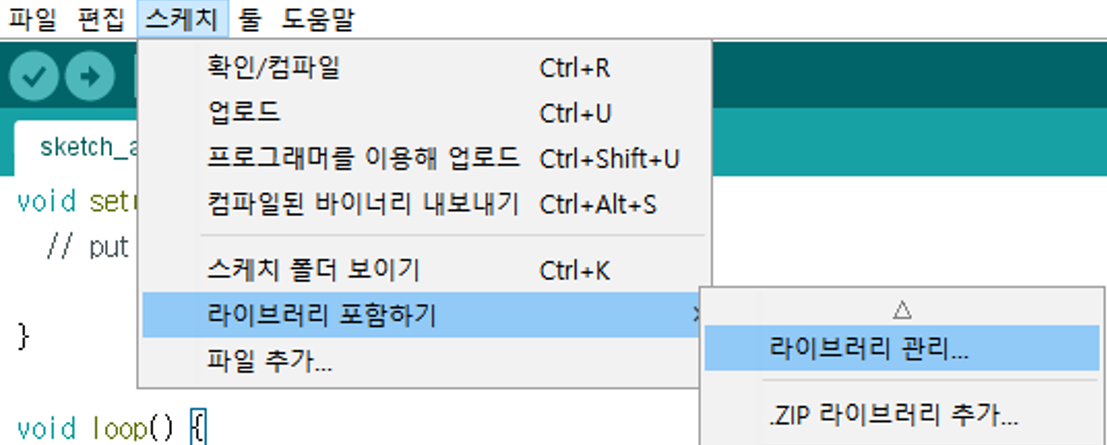 파일 편집 스케치 툴 도움말
확인/컴파일 Ctrl+R
업로드 Ctrl+U
프로그래머를 이용해 업로드 Ctrl+Shift+U
컴파일된 바이너리 내보내기 Ctrl+Alt+S
스케치 폴더 보이기 Ctrl+K
라이브러리 포함하기
파일 추가...
라이브러리 관리...
.ZIP 라이브러리 추가...
sketch_a
void setu
// put
}
void loop() {